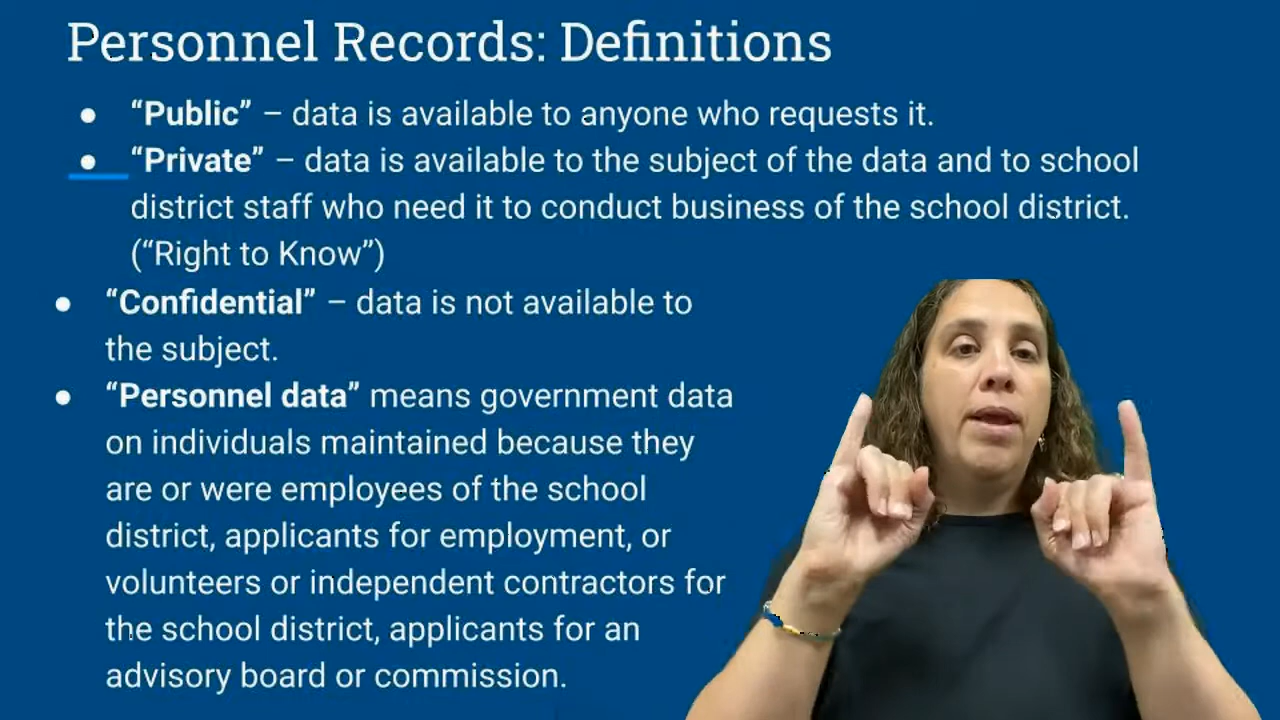 Personnel Records: Definitions
● “Public” – data is available to anyone who requests it.
● “Private” – data is available to the subject of the data and to school
district staff who need it to conduct business of the school district.
(“Right to Know”)
● “Confidential” – data is not available to
the subject.
● “Personnel data” means government data
on individuals maintained because they
are or were employees of the school
district, applicants for employment, or
volunteers or independent contractors for
the school district, applicants for an
advisory board or commission.